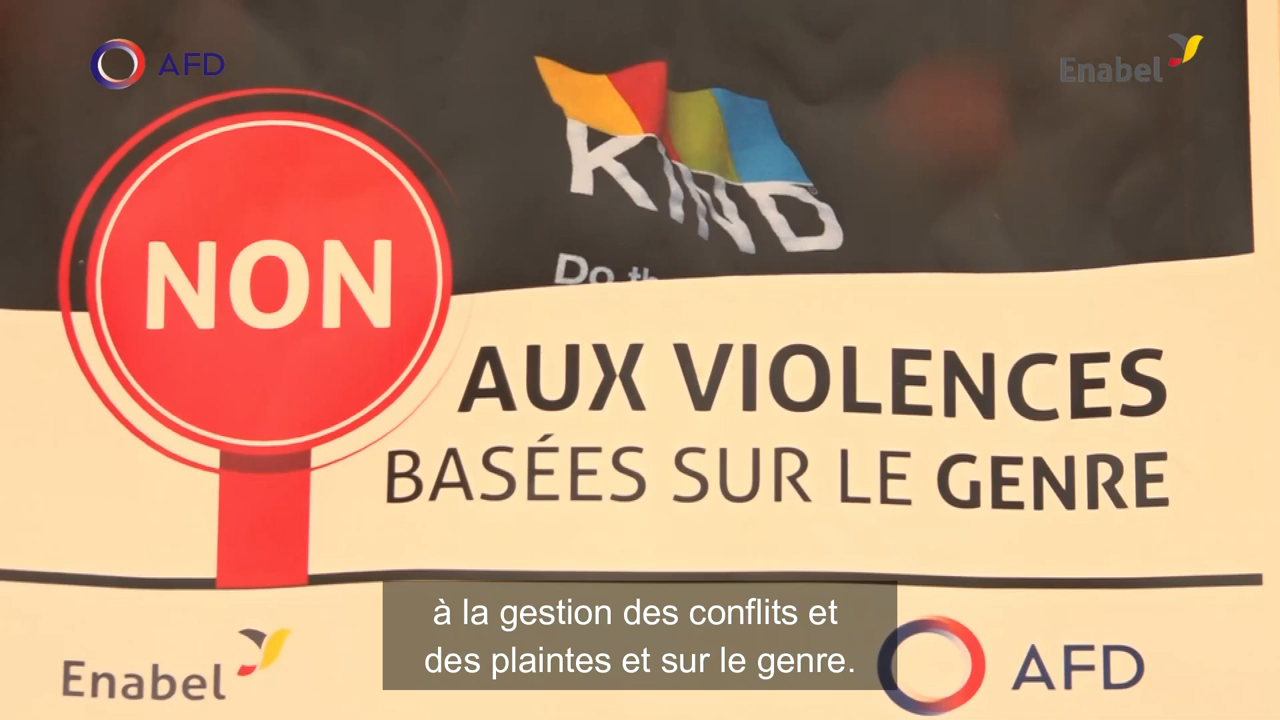 AFD
Enabel
KIND
Do
NON
AUX VIOLENCES
BASÉES SUR LE GENRE
à la gestion des conflits et
des plaintes et sur le genre.
Enabel
AFD